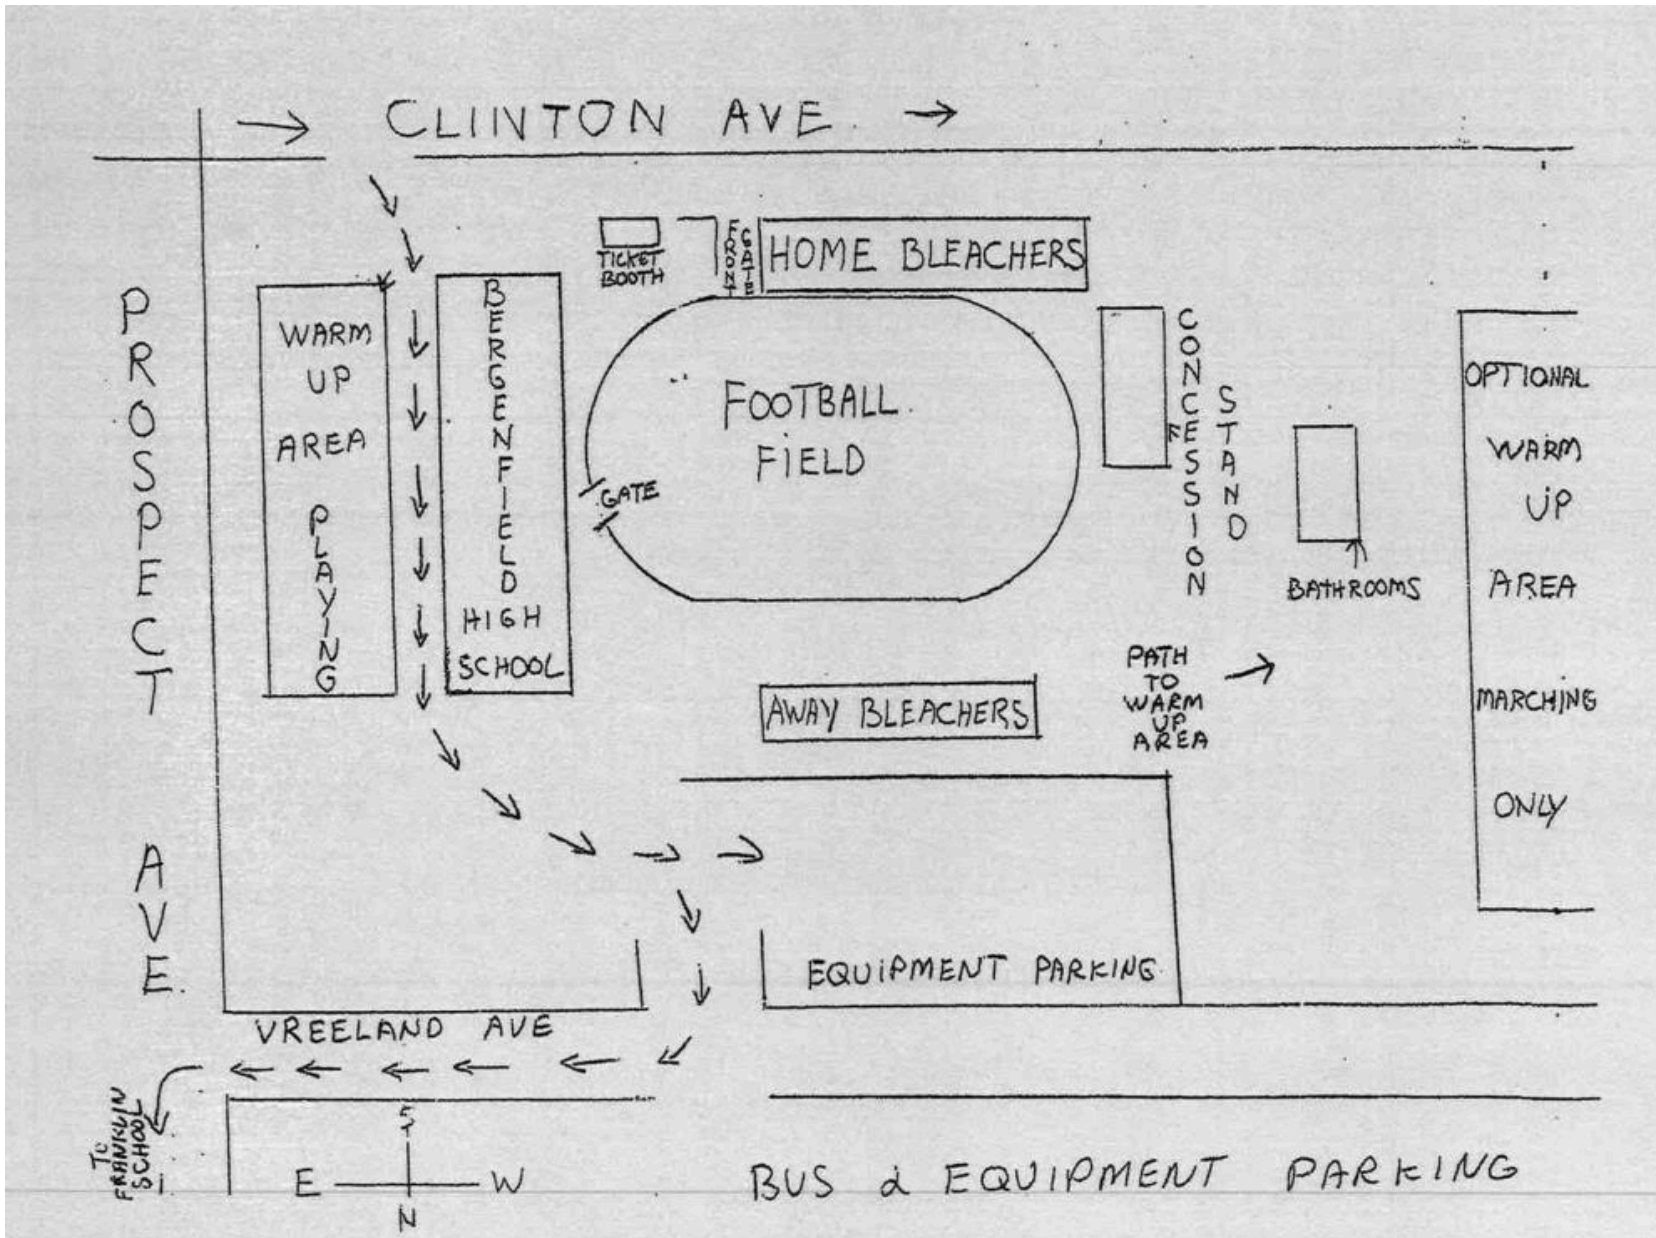 → CLINTON AVE. →
PROSPECT AVE.
TICKET
BOOTH
FRONT
GATE
HOME BLEACHERS
WARM
UP
AREA
PLAYING
BERGENFIELD
HIGH
SCHOOL
FOOTBALL
FIELD
GATE
CONCESSION
STAND
BATHROOMS
OPTIONAL
WARM
UP
AREA
MARCHING
ONLY
PATH
TO
WARM
UP
AREA
AWAY BLEACHERS
EQUIPMENT PARKING
VREELAND AVE
TO
FRANKLIN
SCHOOL
S
E W
N
BUS & EQUIPMENT PARKING